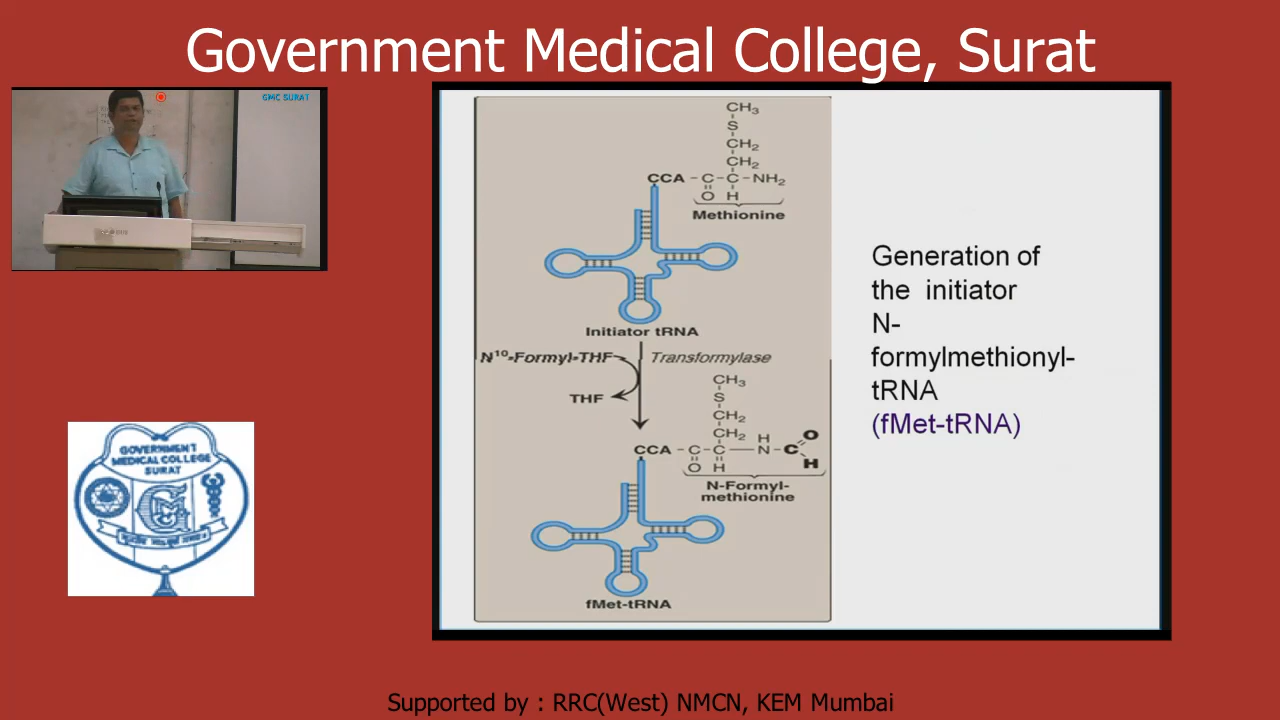 Government Medical College, Surat
GMC SURAT
CH₃
S
CH₂
CH₂
CCA – C – C – NH₂
O H
Methionine
Initiator tRNA
N¹⁰-Formyl-THF
Transformylase
THF
CH₃
S
CH₂
CH₂
H
O
CCA – C – C — N – C
O H
H
N-Formyl-
methionine
fMet-tRNA
Generation of
the initiator
N-
formylmethionyl-
tRNA
(fMet-tRNA)
GOVERNMENT
MEDICAL COLLEGE
SURAT
Supported by : RRC(West) NMCN, KEM Mumbai